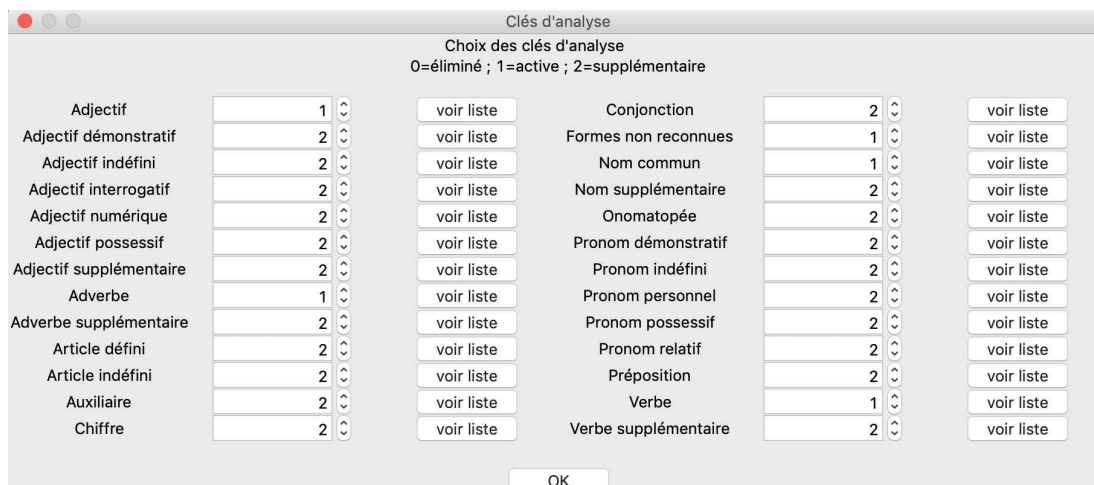 Clés d'analyse
Choix des clés d'analyse
0=éliminé ; 1=active ; 2=supplémentaire
Adjectif 1 voir liste Conjonction 2 voir liste
Adjectif démonstratif 2 voir liste Formes non reconnues 1 voir liste
Adjectif indéfini 2 voir liste Nom commun 1 voir liste
Adjectif interrogatif 2 voir liste Nom supplémentaire 2 voir liste
Adjectif numérique 2 voir liste Onomatopée 2 voir liste
Adjectif possessif 2 voir liste Pronom démonstratif 2 voir liste
Adjectif supplémentaire 2 voir liste Pronom indéfini 2 voir liste
Adverbe 1 voir liste Pronom personnel 2 voir liste
Adverbe supplémentaire 2 voir liste Pronom possessif 2 voir liste
Article défini 2 voir liste Pronom relatif 2 voir liste
Article indéfini 2 voir liste Préposition 2 voir liste
Auxiliaire 2 voir liste Verbe 1 voir liste
Chiffre 2 voir liste Verbe supplémentaire 2 voir liste
OK